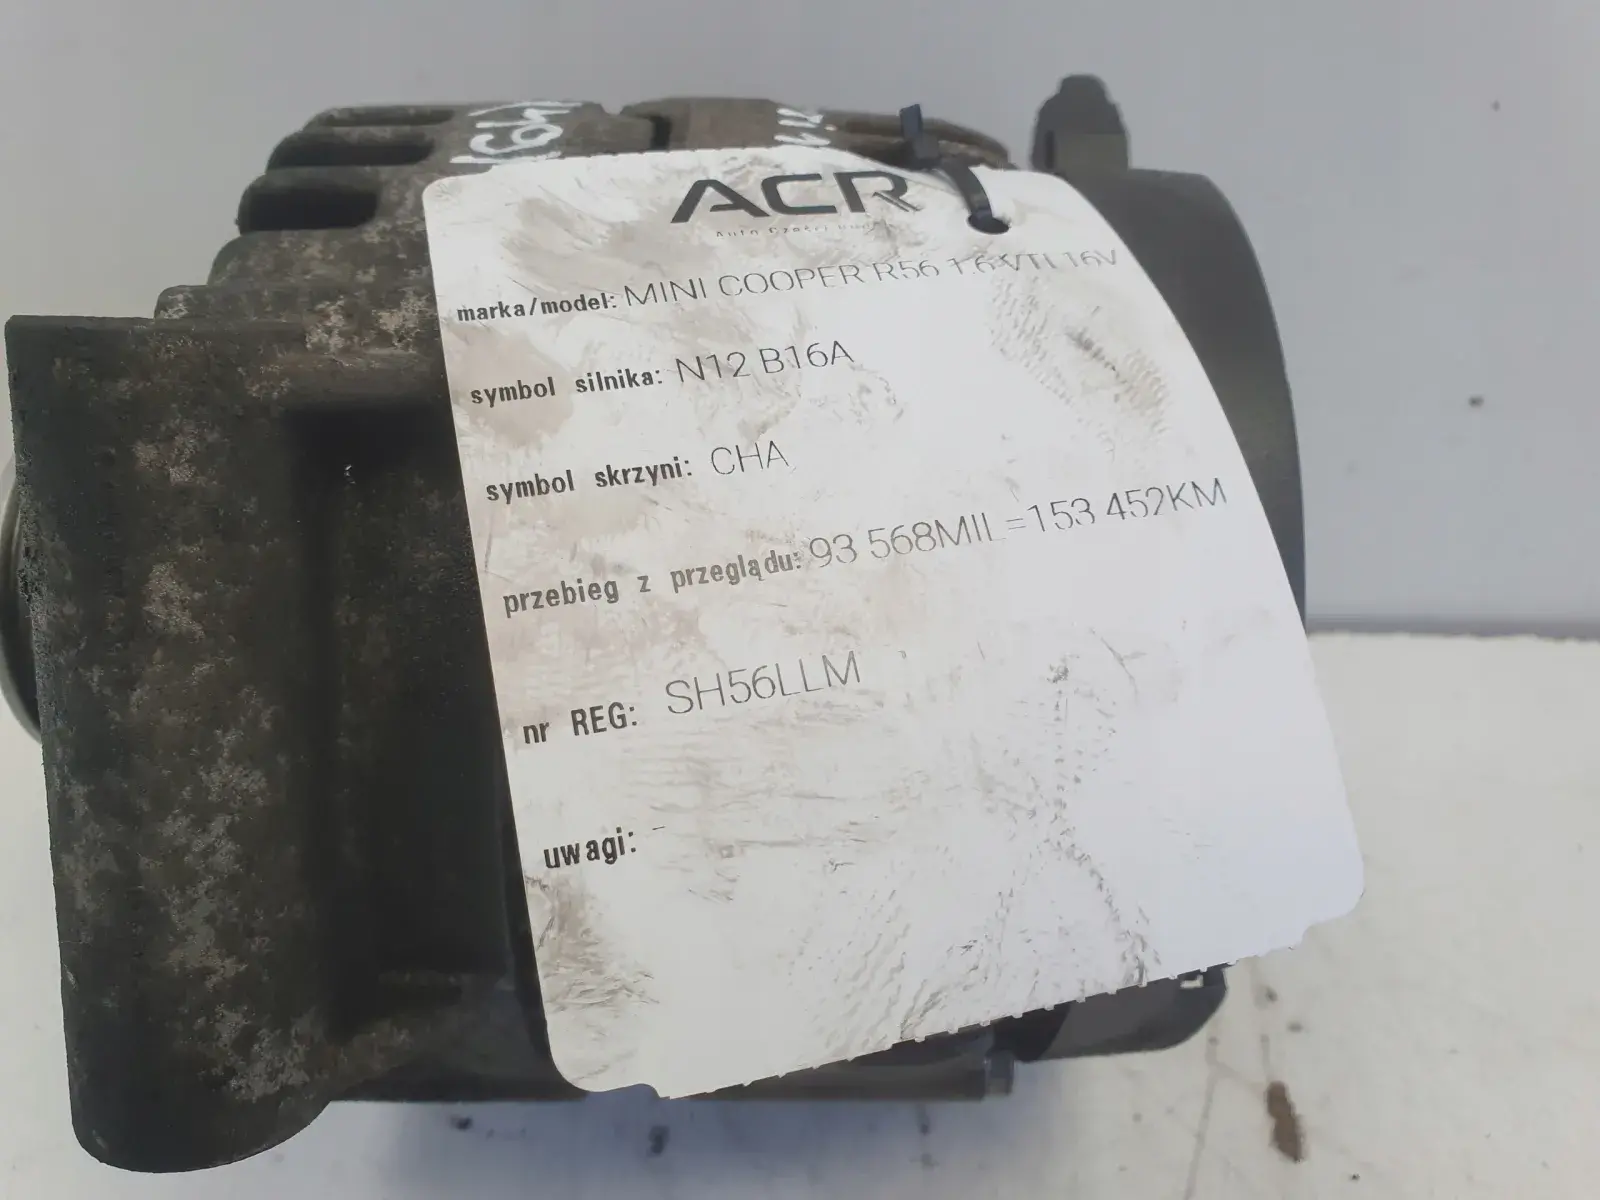 ACR
marka/model: MINI COOPER R56 1.6 VTI 16V
symbol silnika: N12 B16A
symbol skrzyni: CHA
przebieg z przeglądu: 93 568MIL=153 452KM
nr REG: SH56LLM
uwagi: -